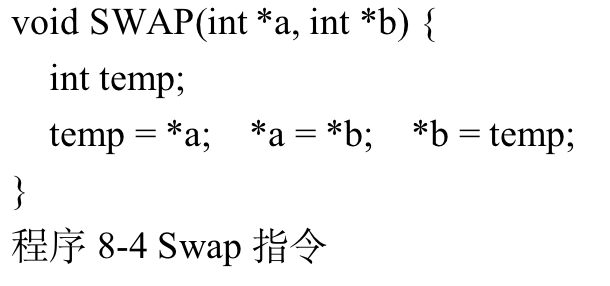 void SWAP(int *a, int *b) {
int temp;
temp = *a; *a = *b; *b = temp;
}
程序 8-4 Swap 指令